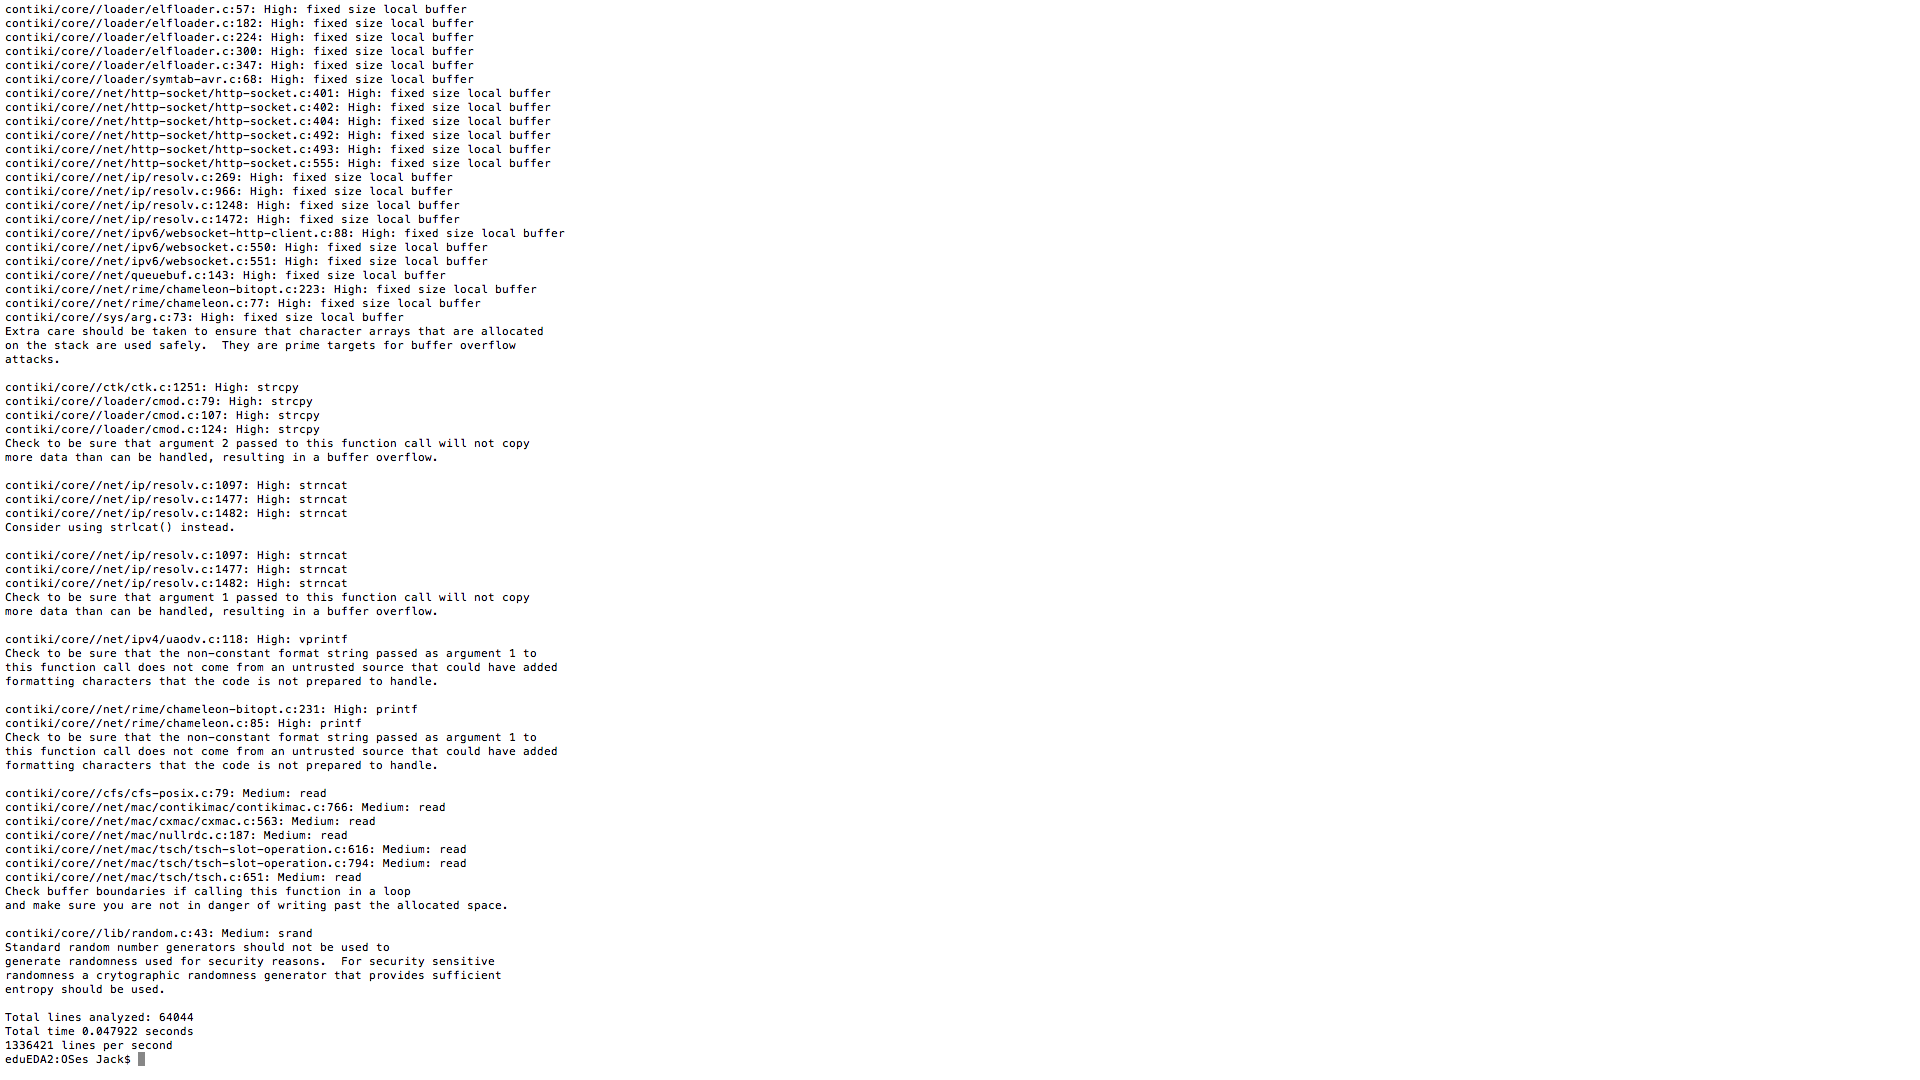 contiki/core//loader/elfloader.c:57: High: fixed size local buffer
contiki/core//loader/elfloader.c:182: High: fixed size local buffer
contiki/core//loader/elfloader.c:224: High: fixed size local buffer
contiki/core//loader/elfloader.c:300: High: fixed size local buffer
contiki/core//loader/elfloader.c:347: High: fixed size local buffer
contiki/core//loader/symtab-avr.c:68: High: fixed size local buffer
contiki/core//net/http-socket/http-socket.c:401: High: fixed size local buffer
contiki/core//net/http-socket/http-socket.c:402: High: fixed size local buffer
contiki/core//net/http-socket/http-socket.c:404: High: fixed size local buffer
contiki/core//net/http-socket/http-socket.c:492: High: fixed size local buffer
contiki/core//net/http-socket/http-socket.c:493: High: fixed size local buffer
contiki/core//net/http-socket/http-socket.c:555: High: fixed size local buffer
contiki/core//net/ip/resolv.c:269: High: fixed size local buffer
contiki/core//net/ip/resolv.c:966: High: fixed size local buffer
contiki/core//net/ip/resolv.c:1248: High: fixed size local buffer
contiki/core//net/ip/resolv.c:1472: High: fixed size local buffer
contiki/core//net/ipv6/websocket-http-client.c:88: High: fixed size local buffer
contiki/core//net/ipv6/websocket.c:550: High: fixed size local buffer
contiki/core//net/ipv6/websocket.c:551: High: fixed size local buffer
contiki/core//net/queuebuf.c:143: High: fixed size local buffer
contiki/core//net/rime/chameleon-bitopt.c:223: High: fixed size local buffer
contiki/core//net/rime/chameleon.c:77: High: fixed size local buffer
contiki/core//sys/arg.c:73: High: fixed size local buffer
Extra care should be taken to ensure that character arrays that are allocated
on the stack are used safely.  They are prime targets for buffer overflow
attacks.

contiki/core//ctk/ctk.c:1251: High: strcpy
contiki/core//loader/cmod.c:79: High: strcpy
contiki/core//loader/cmod.c:107: High: strcpy
contiki/core//loader/cmod.c:124: High: strcpy
Check to be sure that argument 2 passed to this function call will not copy
more data than can be handled, resulting in a buffer overflow.

contiki/core//net/ip/resolv.c:1097: High: strncat
contiki/core//net/ip/resolv.c:1477: High: strncat
contiki/core//net/ip/resolv.c:1482: High: strncat
Consider using strlcat() instead.

contiki/core//net/ip/resolv.c:1097: High: strncat
contiki/core//net/ip/resolv.c:1477: High: strncat
contiki/core//net/ip/resolv.c:1482: High: strncat
Check to be sure that argument 1 passed to this function call will not copy
more data than can be handled, resulting in a buffer overflow.

contiki/core//net/ipv4/uaodv.c:118: High: vprintf
Check to be sure that the non-constant format string passed as argument 1 to
this function call does not come from an untrusted source that could have added
formatting characters that the code is not prepared to handle.

contiki/core//net/rime/chameleon-bitopt.c:231: High: printf
contiki/core//net/rime/chameleon.c:85: High: printf
Check to be sure that the non-constant format string passed as argument 1 to
this function call does not come from an untrusted source that could have added
formatting characters that the code is not prepared to handle.

contiki/core//cfs/cfs-posix.c:79: Medium: read
contiki/core//net/mac/contikimac/contikimac.c:766: Medium: read
contiki/core//net/mac/cxmac/cxmac.c:563: Medium: read
contiki/core//net/mac/nullrdc.c:187: Medium: read
contiki/core//net/mac/tsch/tsch-slot-operation.c:616: Medium: read
contiki/core//net/mac/tsch/tsch-slot-operation.c:794: Medium: read
contiki/core//net/mac/tsch/tsch.c:651: Medium: read
Check buffer boundaries if calling this function in a loop
and make sure you are not in danger of writing past the allocated space.

contiki/core//lib/random.c:43: Medium: srand
Standard random number generators should not be used to
generate randomness used for security reasons.  For security sensitive
randomness a crytographic randomness generator that provides sufficient
entropy should be used.

Total lines analyzed: 64044
Total time 0.047922 seconds
1336421 lines per second
eduEDA2:OSes Jack$